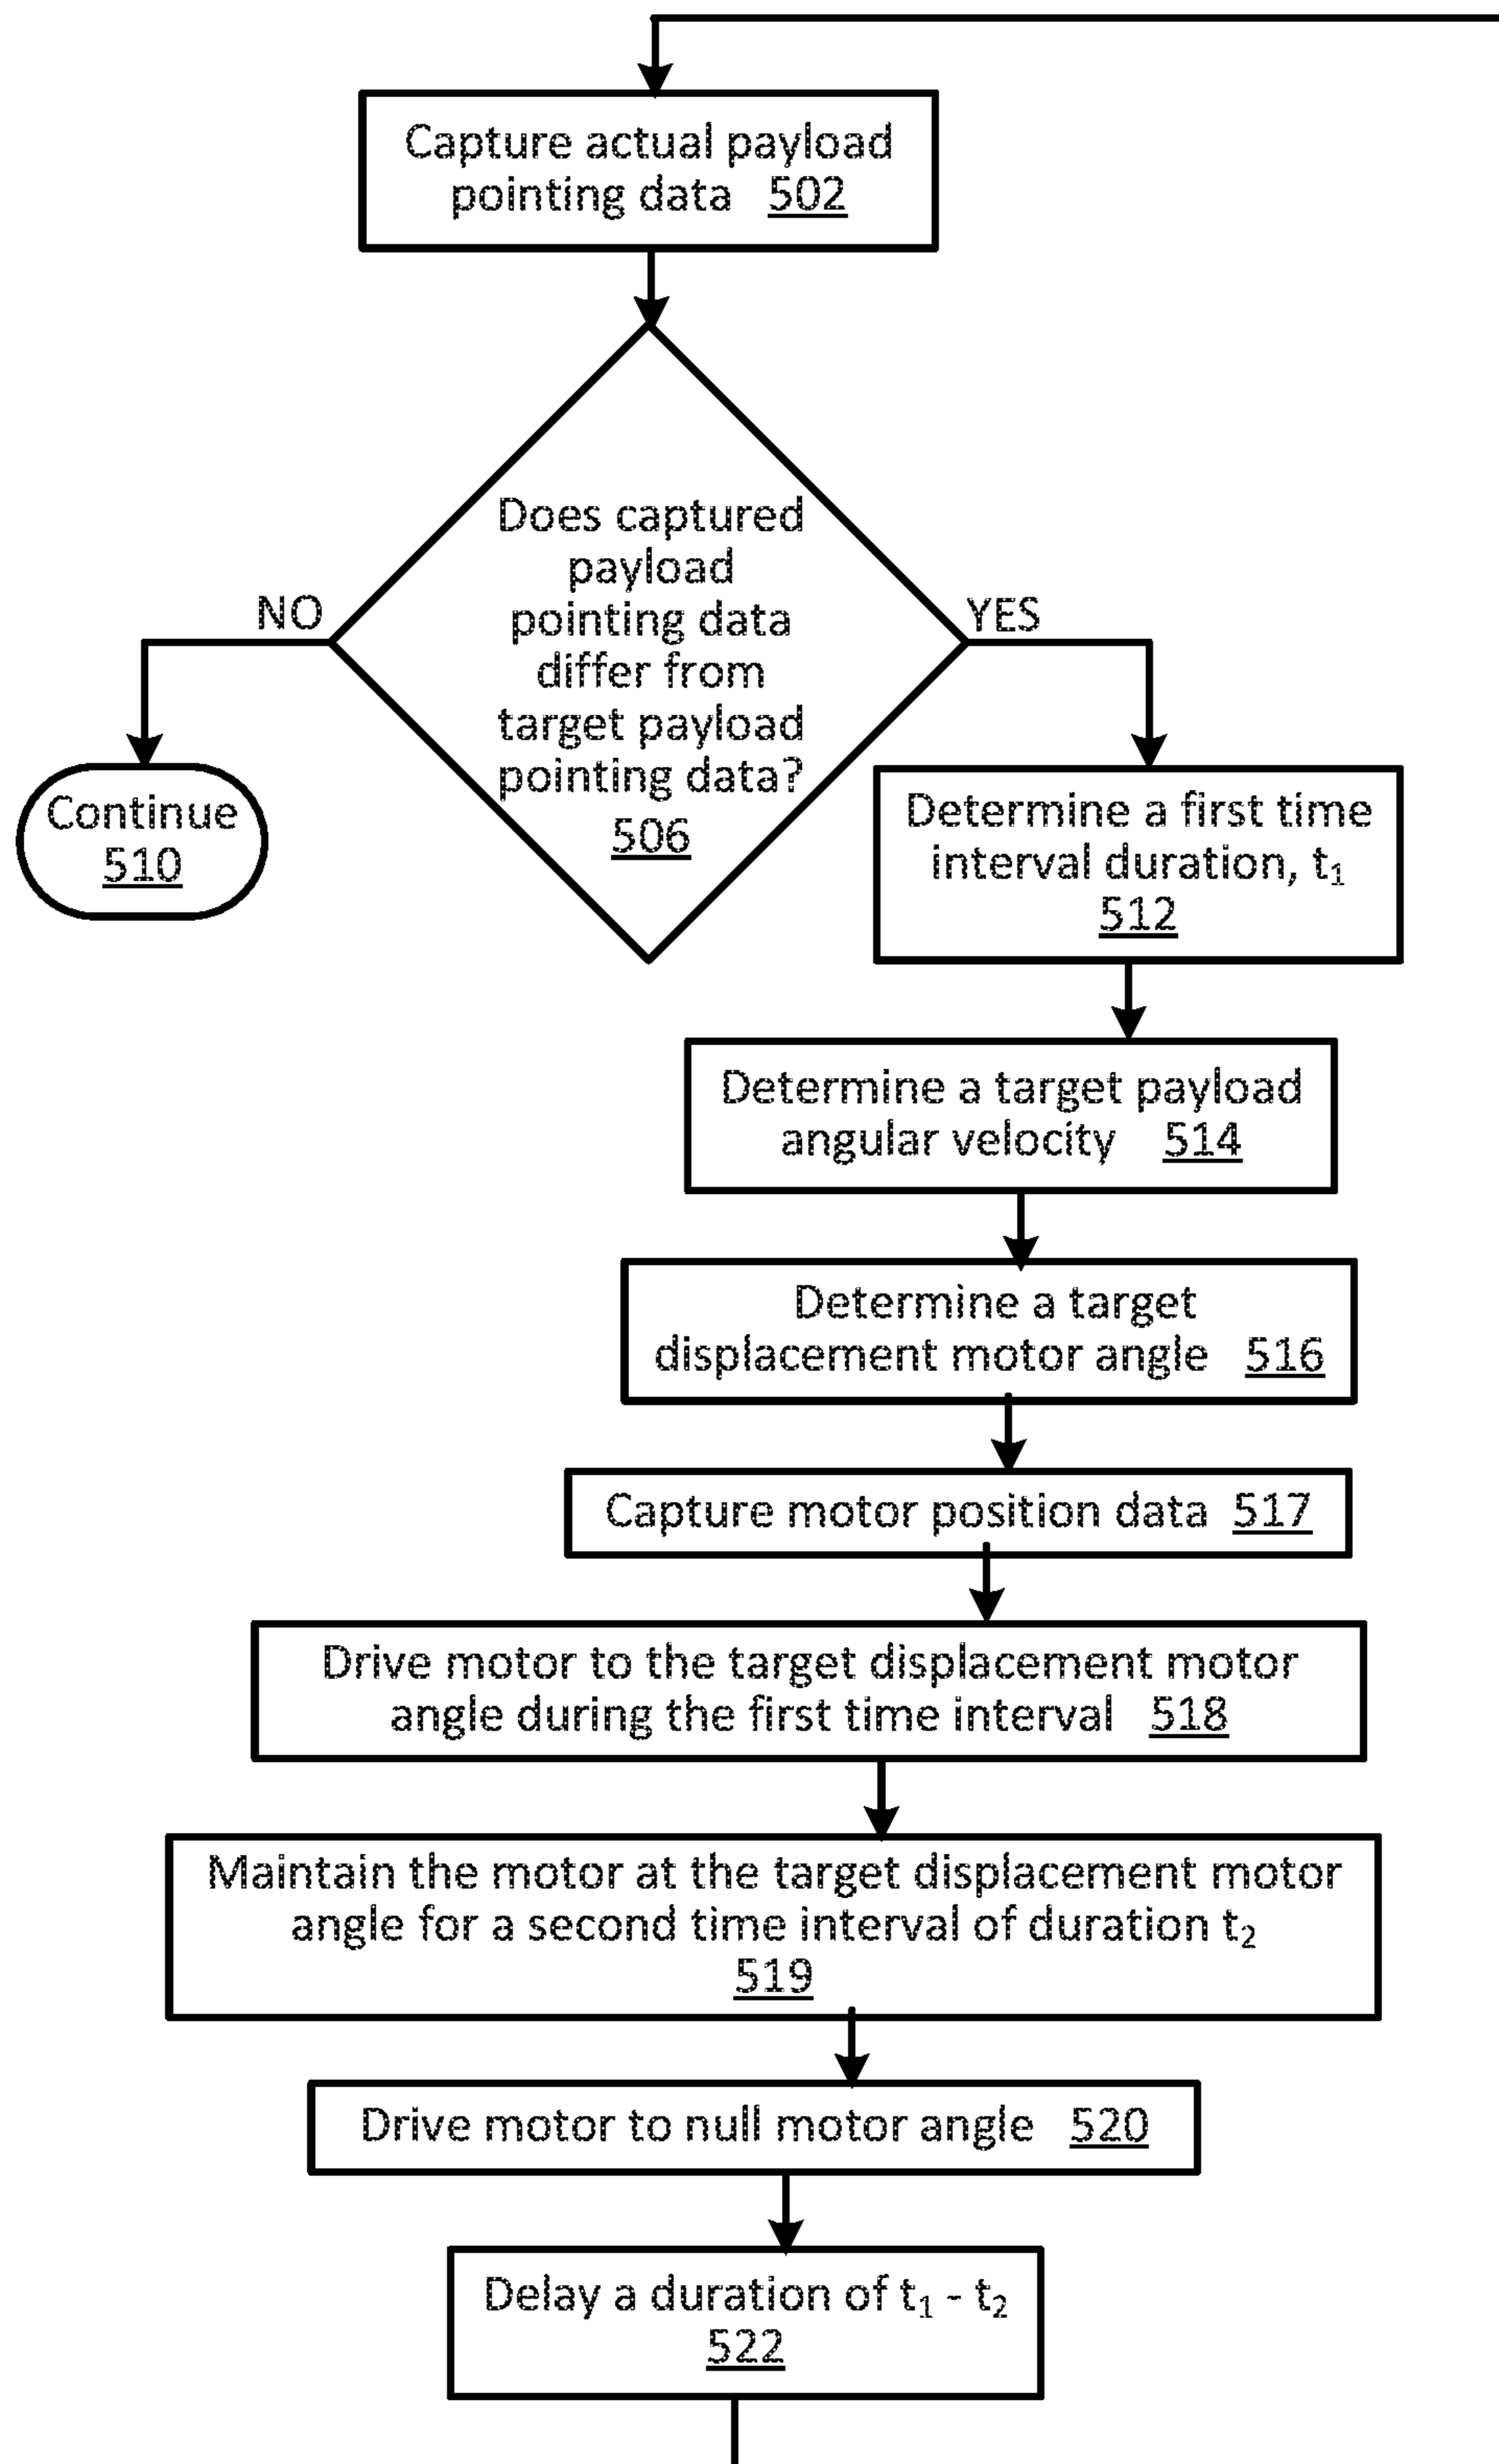 Capture actual payload
pointing data 502
Does captured
payload
pointing data
differ from
target payload
pointing data?
506
NO
YES
Continue
510
Determine a first time
interval duration, t₁
512
Determine a target payload
angular velocity 514
Determine a target
displacement motor angle 516
Capture motor position data 517
Drive motor to the target displacement motor
angle during the first time interval 518
Maintain the motor at the target displacement motor
angle for a second time interval of duration t₂
519
Drive motor to null motor angle 520
Delay a duration of t₁ - t₂
522